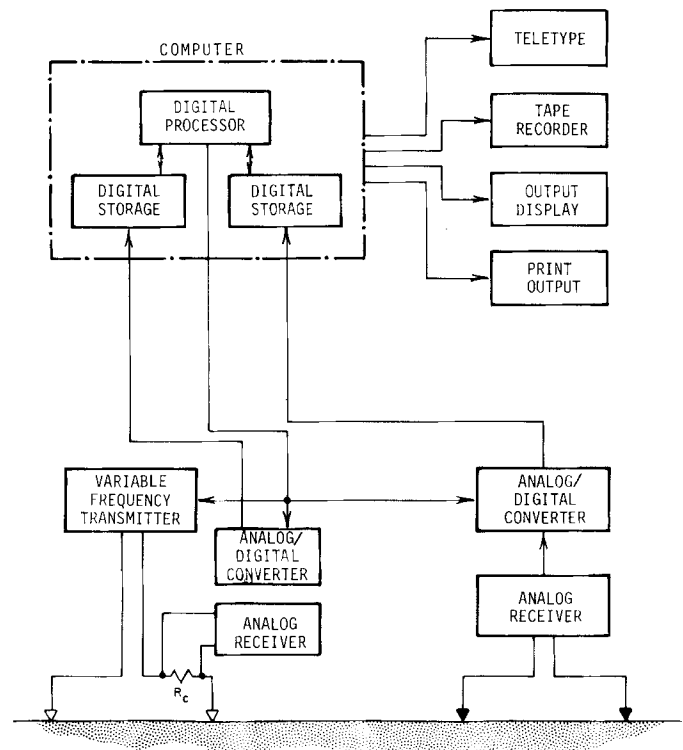 COMPUTER
DIGITAL
PROCESSOR
DIGITAL
STORAGE
DIGITAL
STORAGE
TELETYPE
TAPE
RECORDER
OUTPUT
DISPLAY
PRINT
OUTPUT
VARIABLE
FREQUENCY
TRANSMITTER
ANALOG/
DIGITAL
CONVERTER
ANALOG/
DIGITAL
CONVERTER
ANALOG
RECEIVER
ANALOG
RECEIVER
Rc